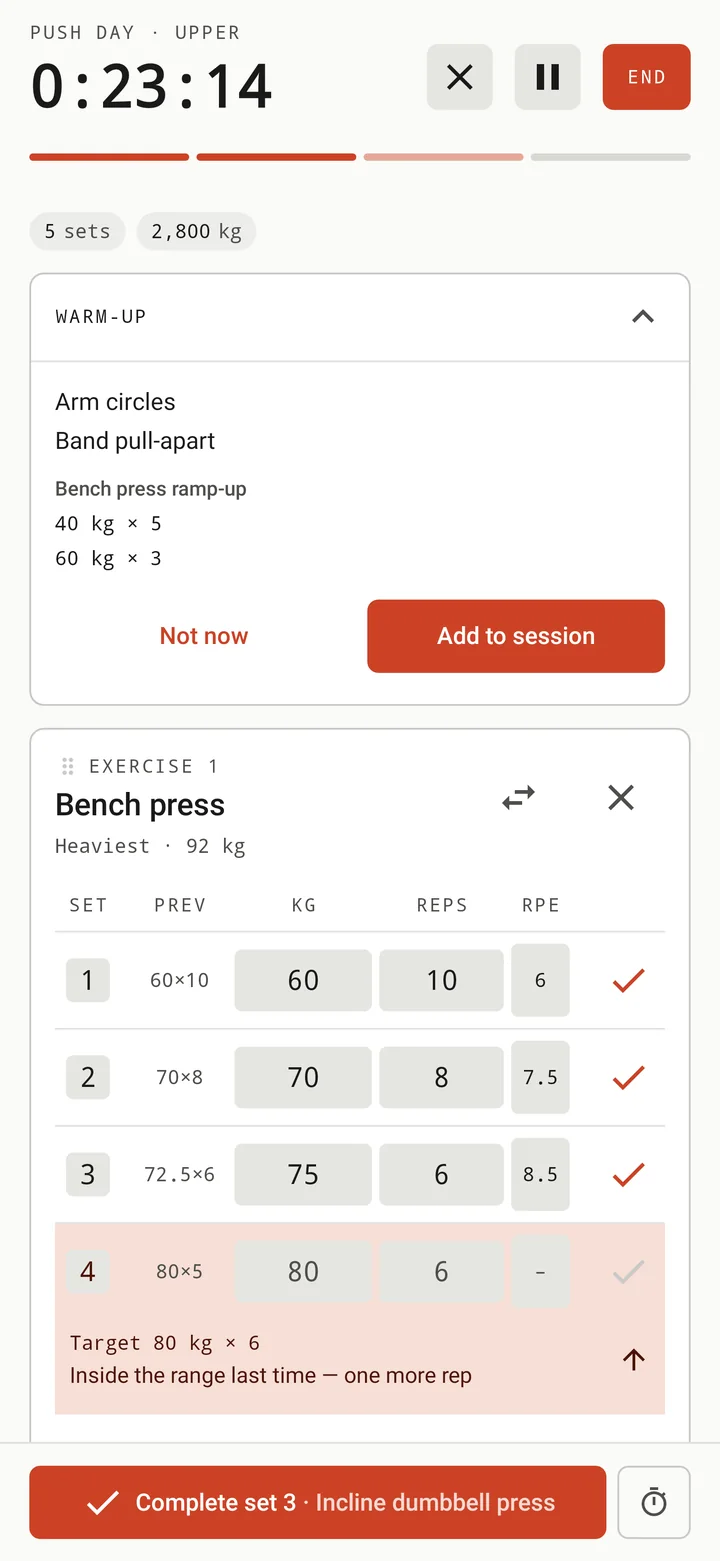 PUSH DAY · UPPER
0:23:14
END
5 sets 2,800 kg
WARM-UP
Arm circles
Band pull-apart
Bench press ramp-up
40 kg × 5
60 kg × 3
Not now Add to session
EXERCISE 1
Bench press
Heaviest · 92 kg
SET PREV KG REPS RPE
1 60×10 60 10 6
2 70×8 70 8 7.5
3 72.5×6 75 6 8.5
4 80×5 80 6 –
Target 80 kg × 6
Inside the range last time — one more rep
Complete set 3 · Incline dumbbell press